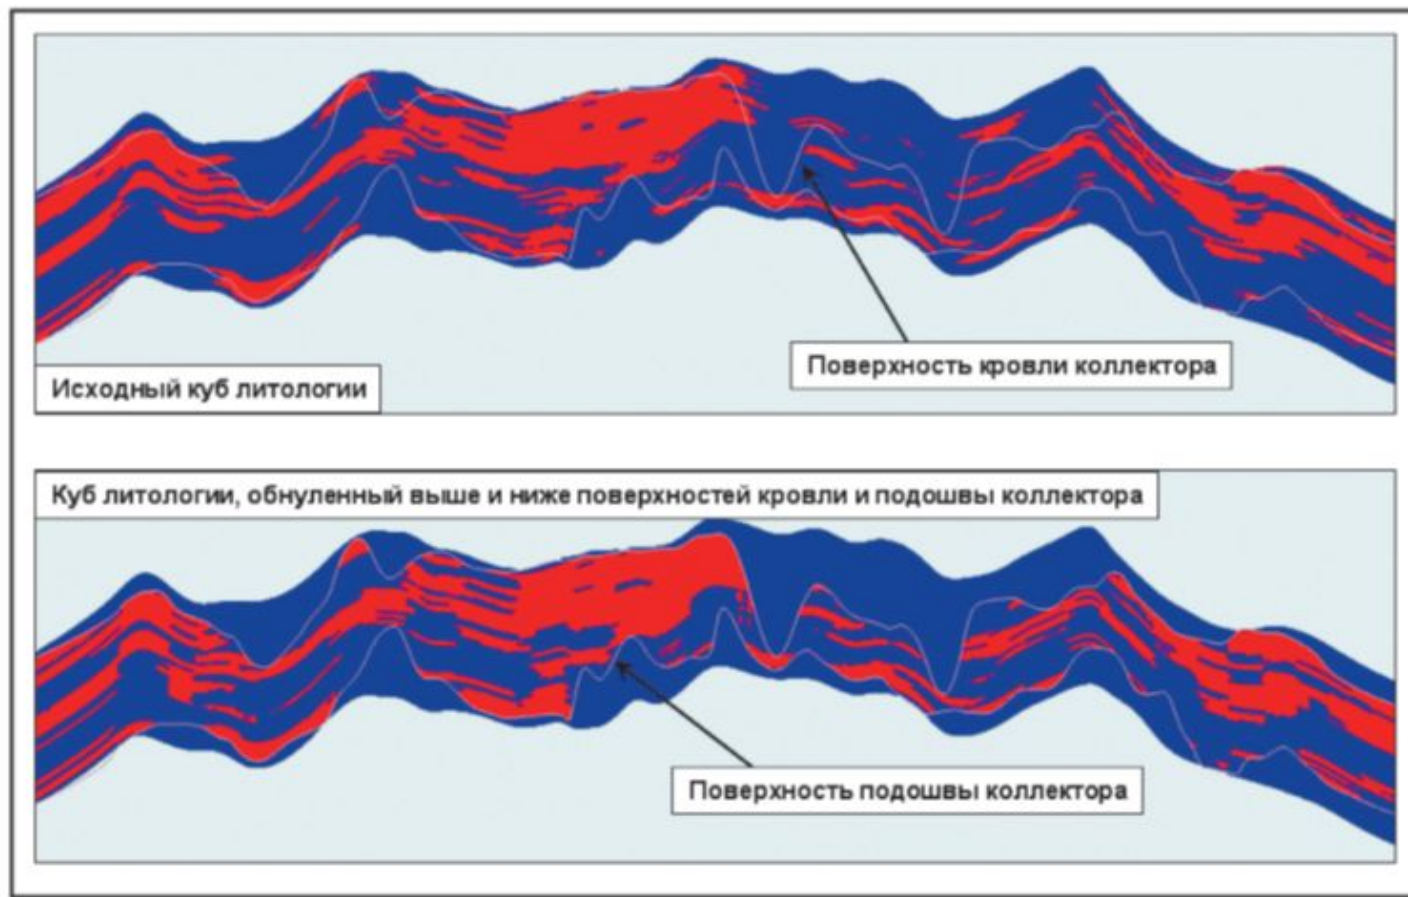 Поверхность кровли коллектора
Исходный куб литологии
Куб литологии, обнуленный выше и ниже поверхностей кровли и подошвы коллектора
Поверхность подошвы коллектора